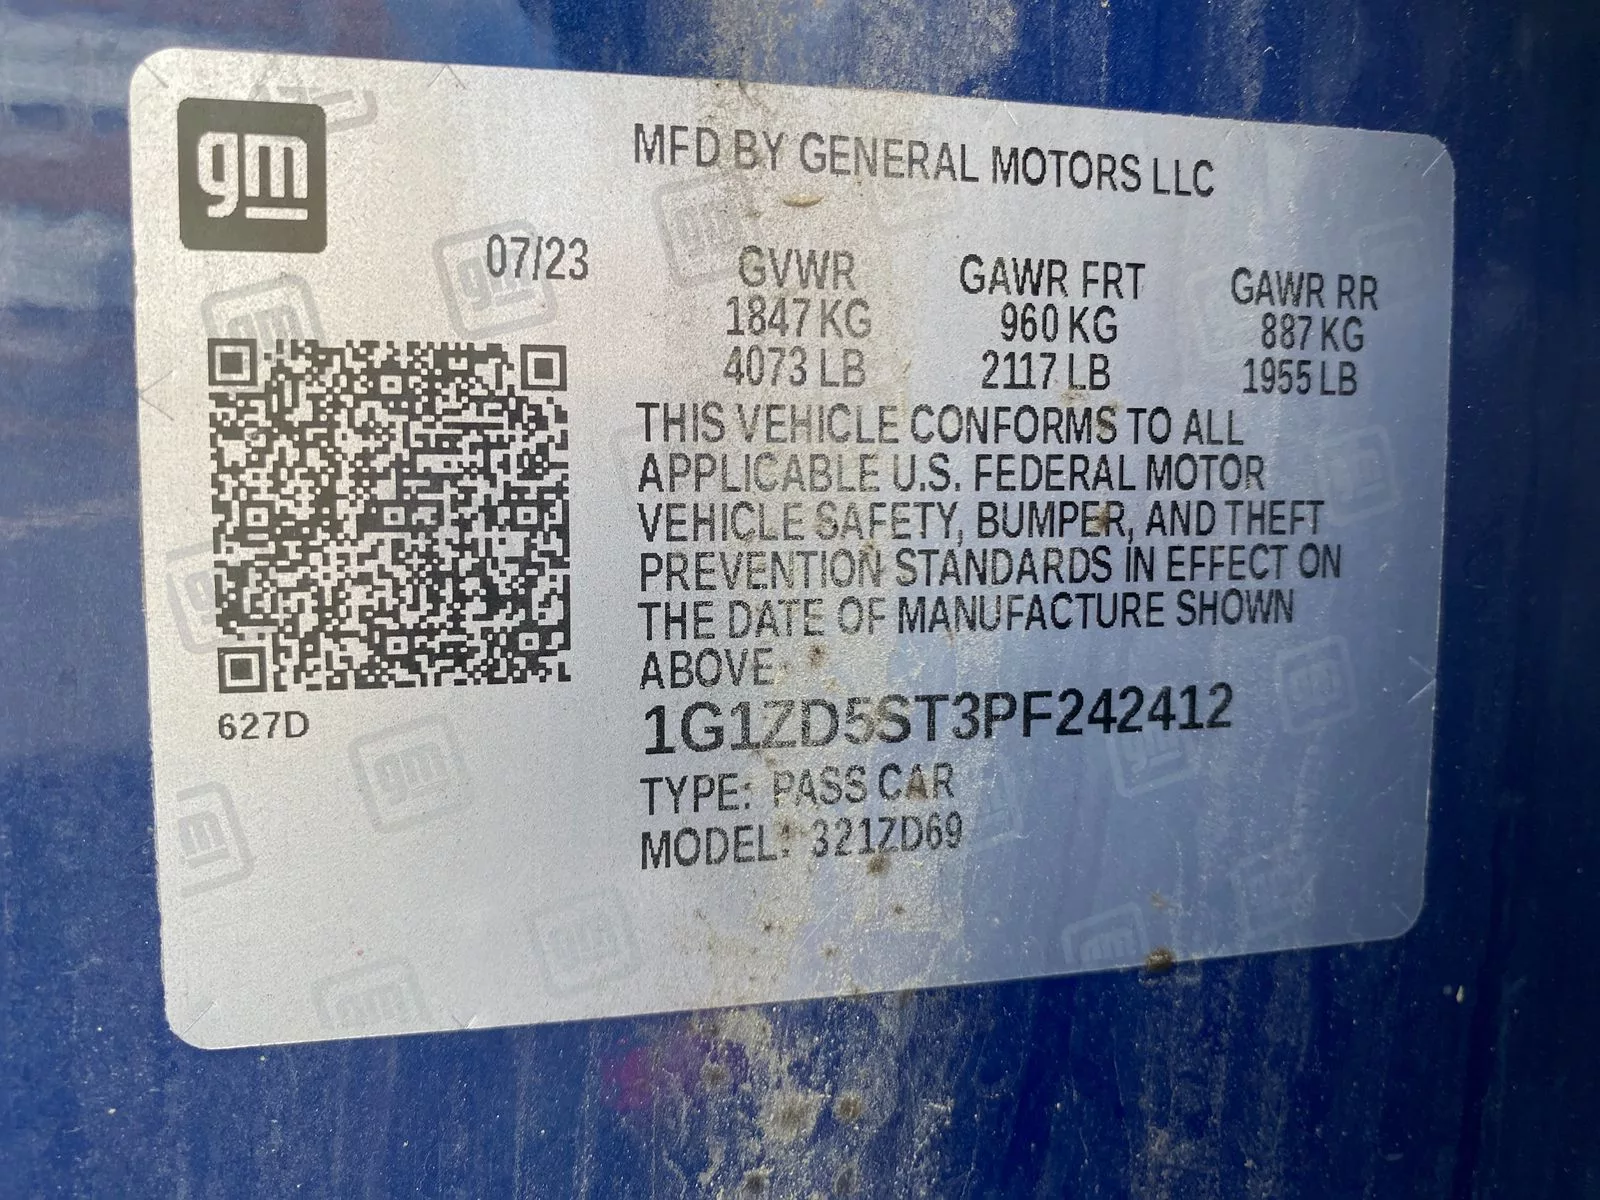 gm
MFD BY GENERAL MOTORS LLC
07/23
GVWR GAWR FRT GAWR RR
1847 KG 960 KG 887 KG
4073 LB 2117 LB 1955 LB
THIS VEHICLE CONFORMS TO ALL
APPLICABLE U.S. FEDERAL MOTOR
VEHICLE SAFETY, BUMPER, AND THEFT
PREVENTION STANDARDS IN EFFECT ON
THE DATE OF MANUFACTURE SHOWN
ABOVE
627D
1G1ZD5ST3PF242412
TYPE: PASS CAR
MODEL: 321ZD69